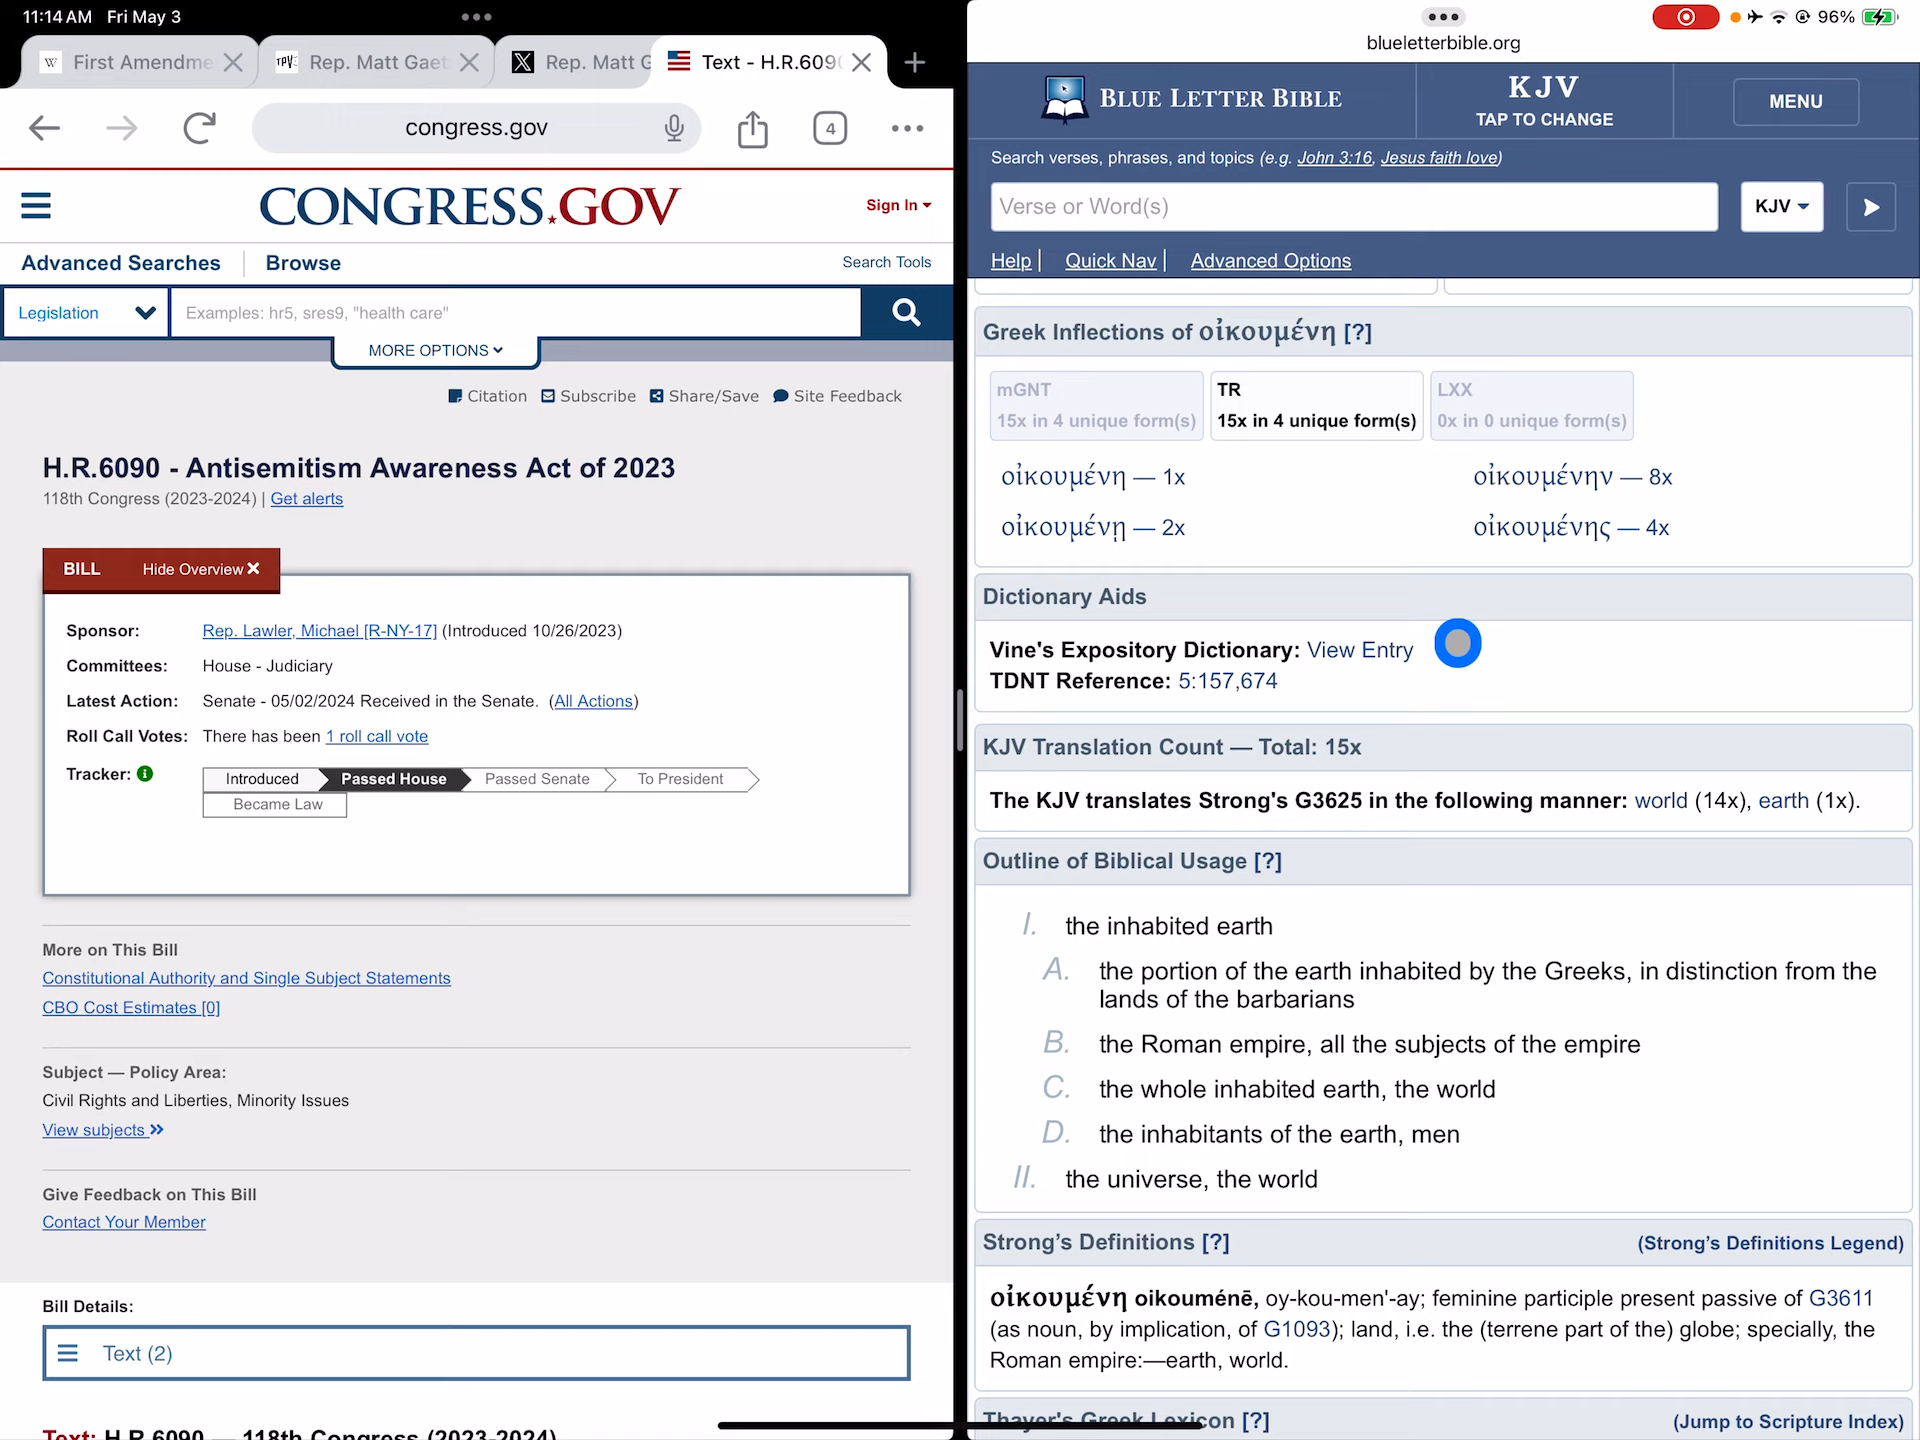 11:14 AM Fri May 3
First Amendme
Rep. Matt Gaet
Rep. Matt G
Text - H.R.609
congress.gov
4
CONGRESS.GOV
Sign In
Advanced Searches
Browse
Search Tools
Legislation
Examples: hr5, sres9, "health care"
MORE OPTIONS
Citation
Subscribe
Share/Save
Site Feedback
H.R.6090 - Antisemitism Awareness Act of 2023
118th Congress (2023-2024) | Get alerts
BILL
Hide Overview
Sponsor: Rep. Lawler, Michael [R-NY-17] (Introduced 10/26/2023)
Committees: House - Judiciary
Latest Action: Senate - 05/02/2024 Received in the Senate. (All Actions)
Roll Call Votes: There has been 1 roll call vote
Tracker:
Introduced
Passed House
Passed Senate
To President
Became Law
More on This Bill
Constitutional Authority and Single Subject Statements
CBO Cost Estimates [0]
Subject — Policy Area:
Civil Rights and Liberties, Minority Issues
View subjects
Give Feedback on This Bill
Contact Your Member
Bill Details:
Text (2)
Text: H.R.6090 — 118th Congress (2023-2024)
96%
blueletterbible.org
BLUE LETTER BIBLE
KJV
TAP TO CHANGE
MENU
Search verses, phrases, and topics (e.g. John 3:16, Jesus faith love)
Verse or Word(s)
KJV
Help |
Quick Nav |
Advanced Options
Greek Inflections of οἰκουμένη [?]
mGNT
15x in 4 unique form(s)
TR
15x in 4 unique form(s)
LXX
0x in 0 unique form(s)
οἰκουμένη — 1x
οἰκουμένην — 8x
οἰκουμένῃ — 2x
οἰκουμένης — 4x
Dictionary Aids
Vine's Expository Dictionary: View Entry
TDNT Reference: 5:157,674
KJV Translation Count — Total: 15x
The KJV translates Strong's G3625 in the following manner: world (14x), earth (1x).
Outline of Biblical Usage [?]
I. the inhabited earth
A. the portion of the earth inhabited by the Greeks, in distinction from the
lands of the barbarians
B. the Roman empire, all the subjects of the empire
C. the whole inhabited earth, the world
D. the inhabitants of the earth, men
II. the universe, the world
Strong's Definitions [?]
(Strong's Definitions Legend)
οἰκουμένη oikouménē, oy-kou-men'-ay; feminine participle present passive of G3611
(as noun, by implication, of G1093); land, i.e. the (terrene part of the) globe; specially, the
Roman empire:—earth, world.
Thayer's Greek Lexicon [?]
(Jump to Scripture Index)